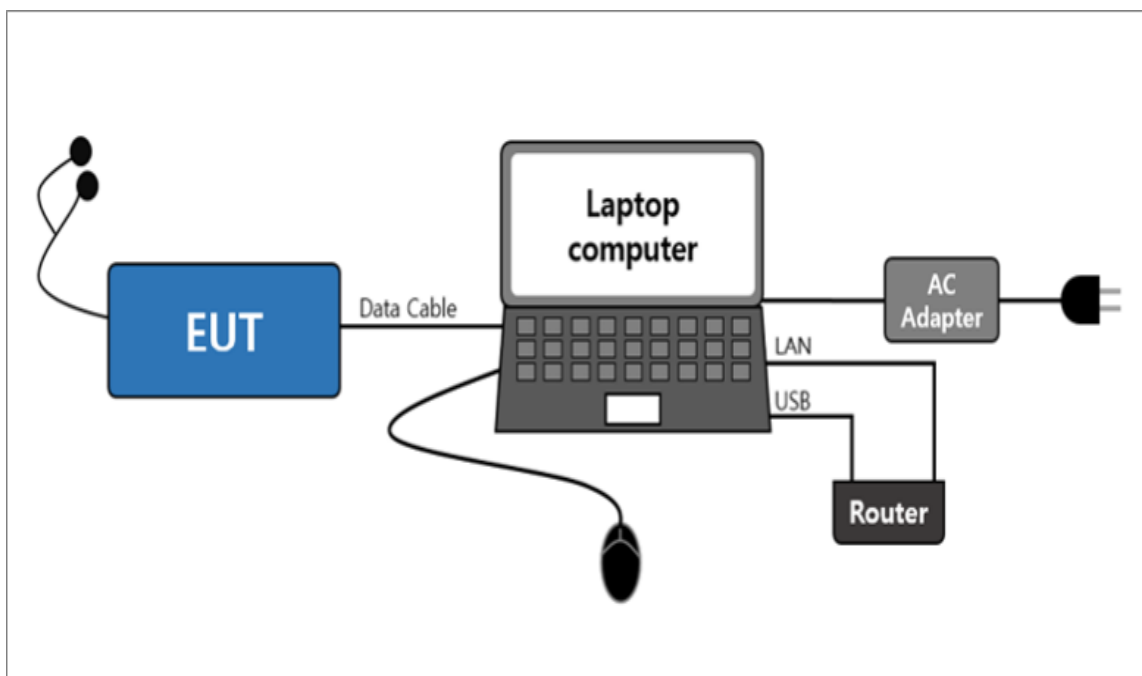 Laptop
computer
AC
Adapter
EUT
Data Cable
LAN
USB
Router